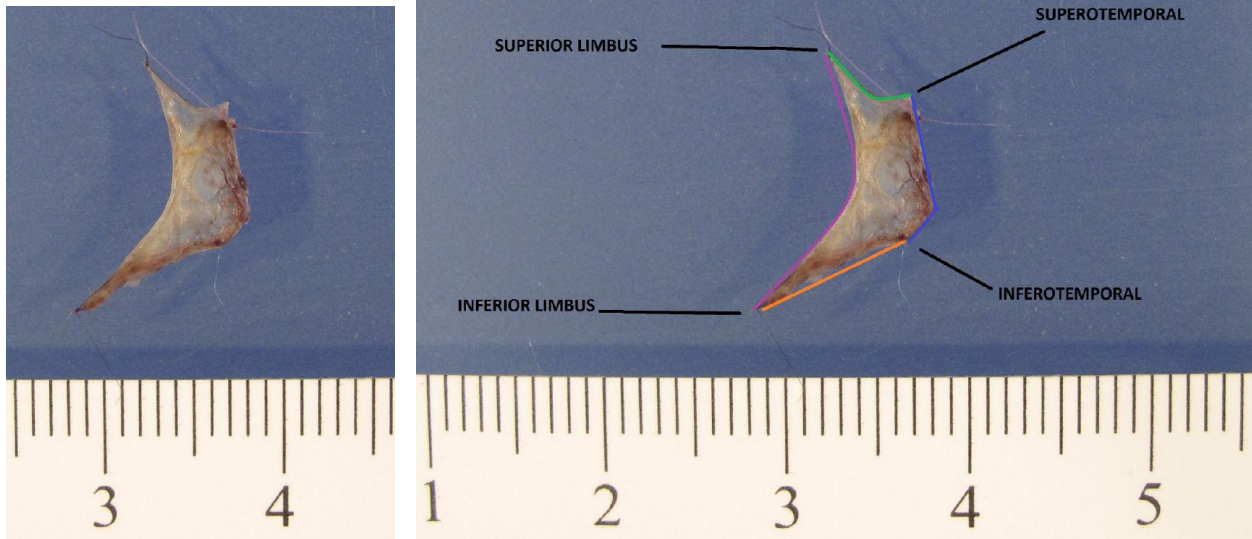 SUPEROTEMPORAL
SUPERIOR LIMBUS
INFEROTEMPORAL
INFERIOR LIMBUS
3 4
1 2 3 4 5